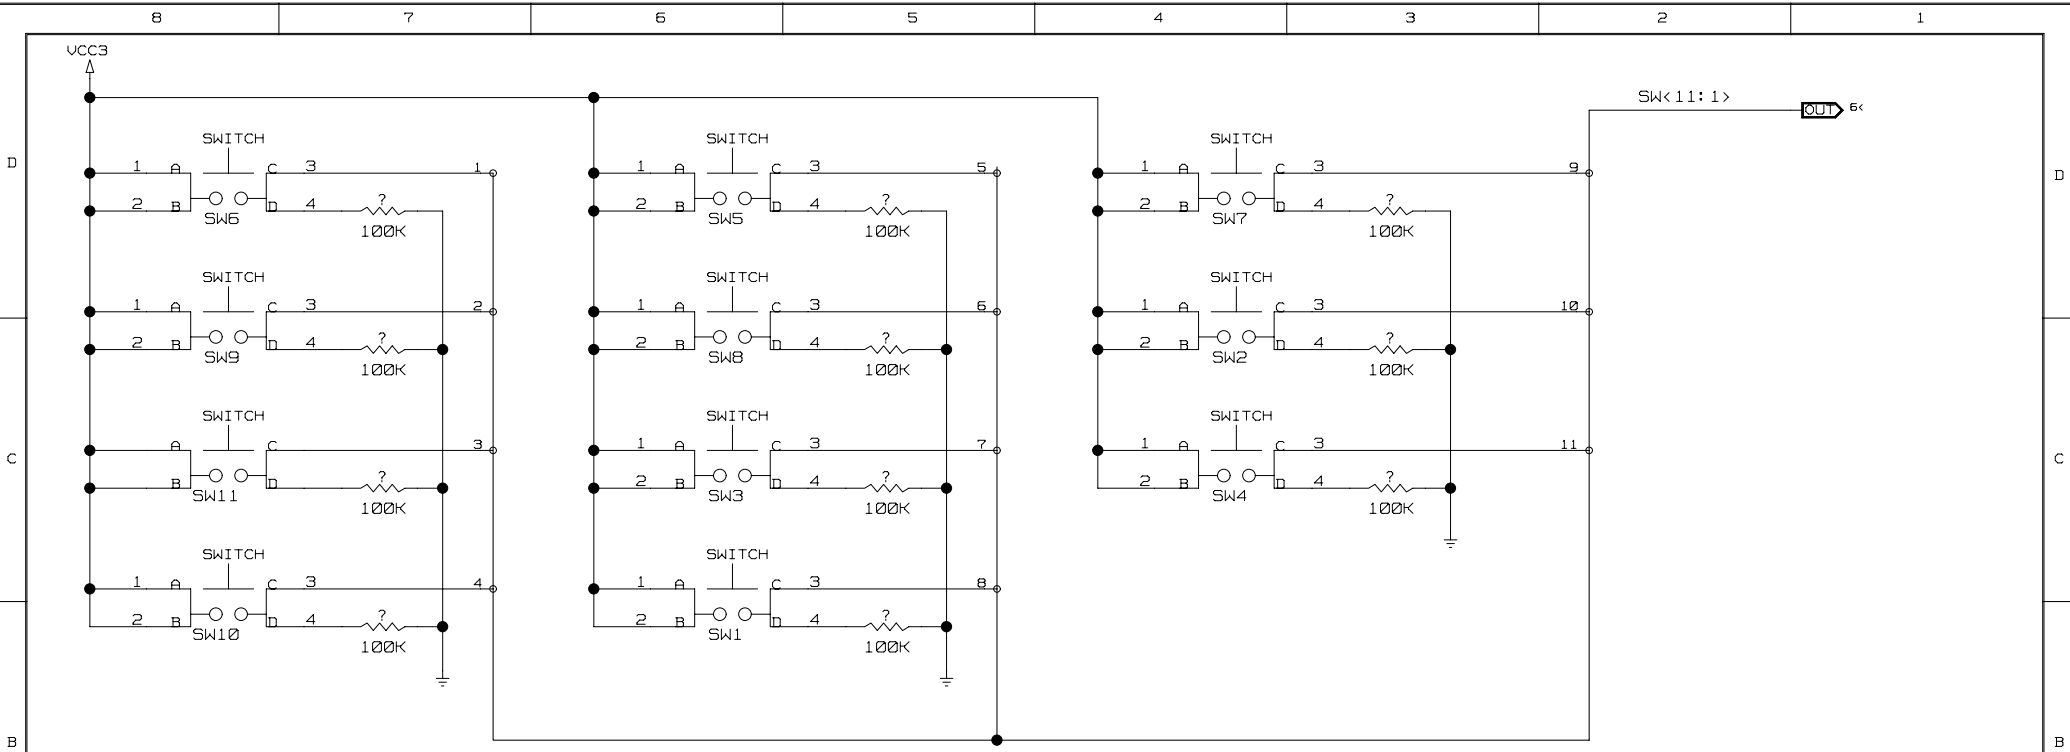 8 7 6 5 4 3 2 1
VCC3
SW<11:1>
OUT 6<
SWITCH SWITCH SWITCH
D 1 A C 3 1 1 A C 3 5 1 A C 3 9 D
2 B D 4 ? 2 B D 4 ? 2 B D 4 ?
SW6 SW5 SW7
100K 100K 100K
SWITCH SWITCH SWITCH
1 A C 3 2 1 A C 3 6 1 A C 3 10
2 B D 4 ? 2 B D 4 ? 2 B D 4 ?
SW9 SW8 SW2
100K 100K 100K
SWITCH SWITCH SWITCH
A C 3 1 A C 3 7 1 A C 3 11
C B D ? 2 B D 4 ? 2 B D 4 ? C
SW11 SW3 SW4
100K 100K 100K
SWITCH SWITCH
1 A C 3 4 1 A C 3 8
2 B D 4 ? 2 B D 4 ?
SW10 SW1
100K 100K
B B